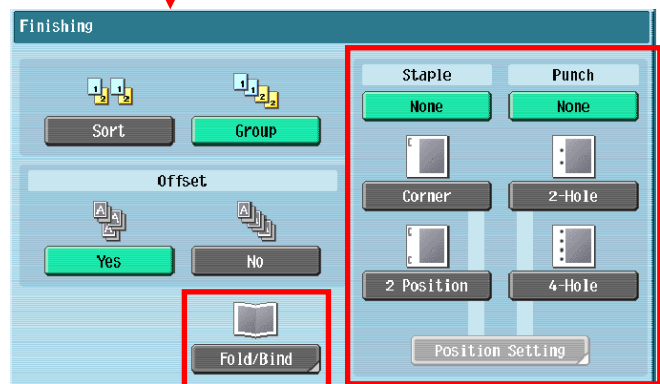 Finishing
Sort
Group
Offset
Yes
No
Fold/Bind
Staple
Punch
None
None
Corner
2-Hole
2 Position
4-Hole
Position Setting